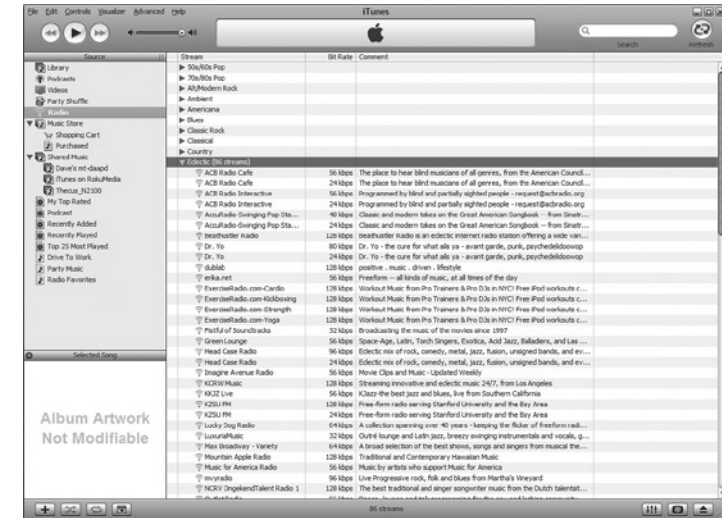 File Edit Controls Visualizer Advanced Help
iTunes
Search
Refresh
Source
Library
Podcasts
Videos
Party Shuffle
Radio
Music Store
Shopping Cart
Purchased
Shared Music
Dave's mt-daapd
iTunes on RokuMedia
Thecus_N2100
My Top Rated
Podcast
Recently Added
Recently Played
Top 25 Most Played
Drive To Work
Party Music
Radio Favorites
Selected Song
Album Artwork
Not Modifiable
Stream Bit Rate Comment
50s/60s Pop
70s/80s Pop
Alt/Modern Rock
Ambient
Americana
Blues
Classic Rock
Classical
Country
Eclectic (86 streams)
ACB Radio Cafe 56 kbps The place to hear blind musicians of all genres, from the American Council...
ACB Radio Cafe 24 kbps The place to hear blind musicians of all genres, from the American Council...
ACB Radio Interactive 56 kbps Programmed by blind and partially sighted people - request@acbradio.org
ACB Radio Interactive 24 kbps Programmed by blind and partially sighted people - request@acbradio.org
AccuRadio Swinging Pop Sta... 40 kbps Classic and modern takes on the Great American Songbook -- from Sinatr...
Beathustler Radio 128 kbps Beathustler Radio is an eclectic internet radio station offering a wide vari...
Dr. Yo 80 kbps Dr. Yo - the cure for what ails ya - avant garde, punk, psychedelidoowop
Dr. Yo 24 kbps Dr. Yo - the cure for what ails ya - avant garde, punk, psychedelidoowop
dublab 128 kbps positive . music . driven . lifestyle
erika.net 56 kbps Freeform -- all kinds of music, at all times of the day
ExerciseRadio.com-Cardio 128 kbps Workout Music from Pro Trainers & Pro DJs in NYC! Free iPod workouts c...
ExerciseRadio.com-Kickboxing 128 kbps Workout Music from Pro Trainers & Pro DJs in NYC! Free iPod workouts c...
ExerciseRadio.com-Strength 128 kbps Workout Music from Pro Trainers & Pro DJs in NYC! Free iPod workouts c...
ExerciseRadio.com-Yoga 128 kbps Workout Music from Pro Trainers & Pro DJs in NYC! Free iPod workouts c...
Fistful of Soundtracks 32 kbps Broadcasting the music of the movies since 1997
Green Lounge 56 kbps Space-Age, Latin, Torch Singers, Exotica, Acid Jazz, Balladers, and Las ...
Head Case Radio 96 kbps Eclectic mix of rock, comedy, metal, jazz, fusion, unsigned bands, and ev...
Head Case Radio 24 kbps Eclectic mix of rock, comedy, metal, jazz, fusion, unsigned bands, and ev...
Imagine Avenue Radio 56 kbps Movie Clips and Music - Updated Weekly
KCRWMusic 128 kbps Streaming innovative and eclectic music 24/7, from Los Angeles
KKJZ Live 56 kbps KJazz-the best jazz and blues, live from Southern California
KZSU FM 128 kbps Free-form radio serving Stanford University and the Bay Area
KZSU FM 24 kbps Free-form radio serving Stanford University and the Bay Area
Lucky Dog Radio 64 kbps A collection spanning over 40 years - keeping the flicker of freeform radi...
LuxuriaMusic 32 kbps Outré lounge and Latin jazz, breezy swinging instrumentals and vocals, g...
Max Broadway - Variety 64 kbps A broad selection of the best shows, songs and singers from musical the...
Mountain Apple Radio 128 kbps Traditional and Contemporary Hawaiian Music
Music for America Radio 56 kbps Music by artists who support Music for America
mvyradio 96 kbps Live Progressive rock, folk and blues from Martha's Vineyard
NCRV OngekendTalent Radio 1 128 kbps The best traditional and singer songwriter music from the Dutch talentsit...
86 streams